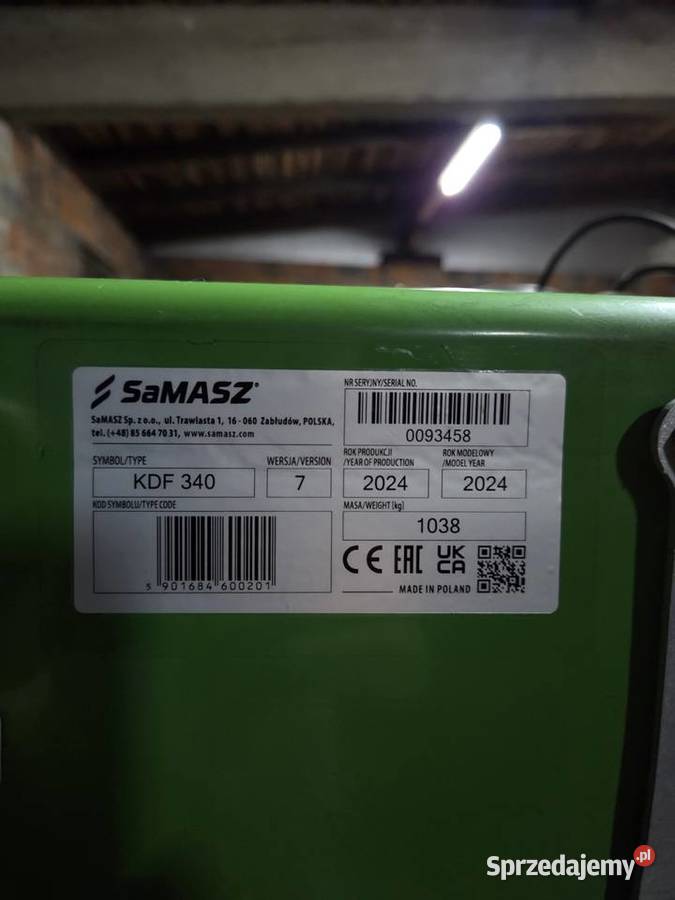 SaMASZ
SaMASZ Sp. z o.o., ul. Trawiasta 1, 16 - 060 Zabłudów, POLSKA,
tel. (+48) 85 664 70 31, www.samasz.com
NR SERYJNY/SERIAL NO.
0093458
SYMBOL/TYPE
KDF 340
WERSJA/VERSION
7
ROK PRODUKCJI
/YEAR OF PRODUCTION
2024
ROK MODELOWY
/MODEL YEAR
2024
KOD SYMBOLU/TYPE CODE
5 901684 600201
MASA/WEIGHT [kg]
1038
CE EAC UK
CA
MADE IN POLAND
Sprzedajemy.pl